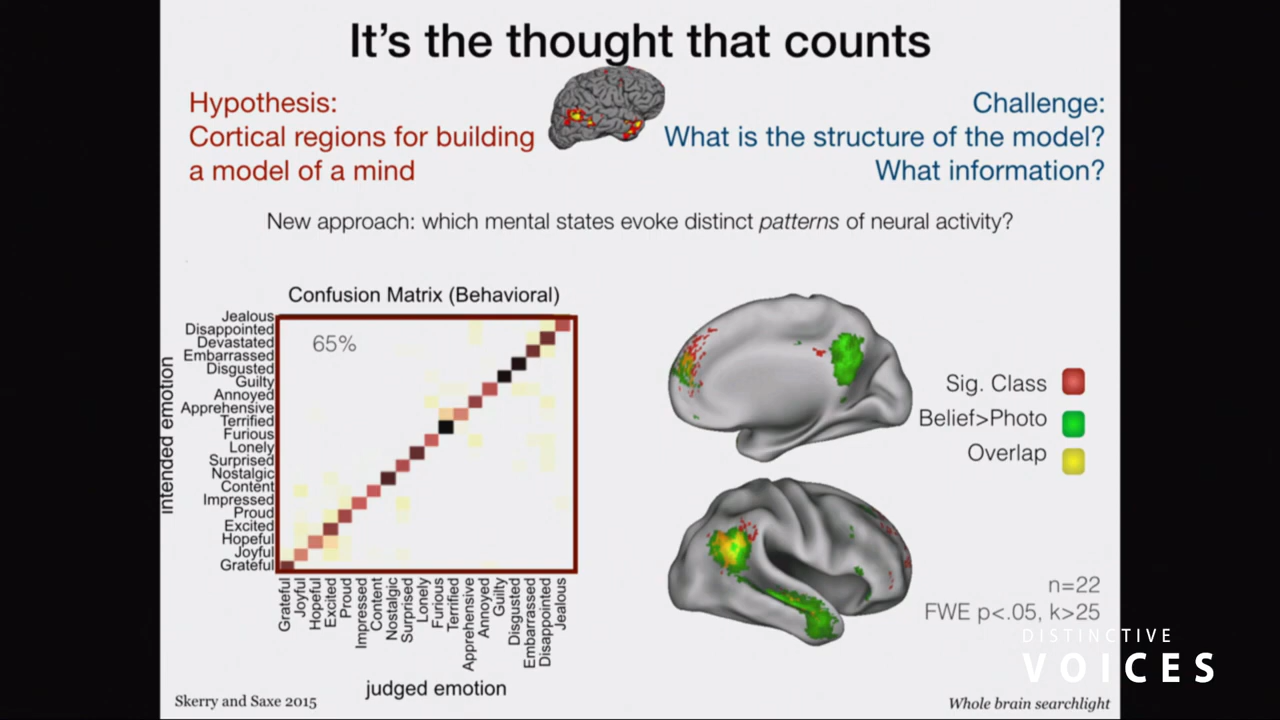 It's the thought that counts
Hypothesis:
Cortical regions for building
a model of a mind
Challenge:
What is the structure of the model?
What information?
New approach: which mental states evoke distinct patterns of neural activity?
Confusion Matrix (Behavioral)
65%
intended emotion
Jealous
Disappointed
Devastated
Embarrassed
Disgusted
Guilty
Annoyed
Apprehensive
Terrified
Furious
Lonely
Surprised
Nostalgic
Content
Impressed
Proud
Excited
Hopeful
Joyful
Grateful
Grateful
Joyful
Hopeful
Excited
Proud
Impressed
Content
Nostalgic
Surprised
Lonely
Furious
Terrified
Apprehensive
Annoyed
Guilty
Disgusted
Embarrassed
Disappointed
Jealous
judged emotion
Sig. Class
Belief>Photo
Overlap
n=22
FWE p<.05, k>25
DISTINCTIVE
VOICES
Skerry and Saxe 2015
Whole brain searchlight